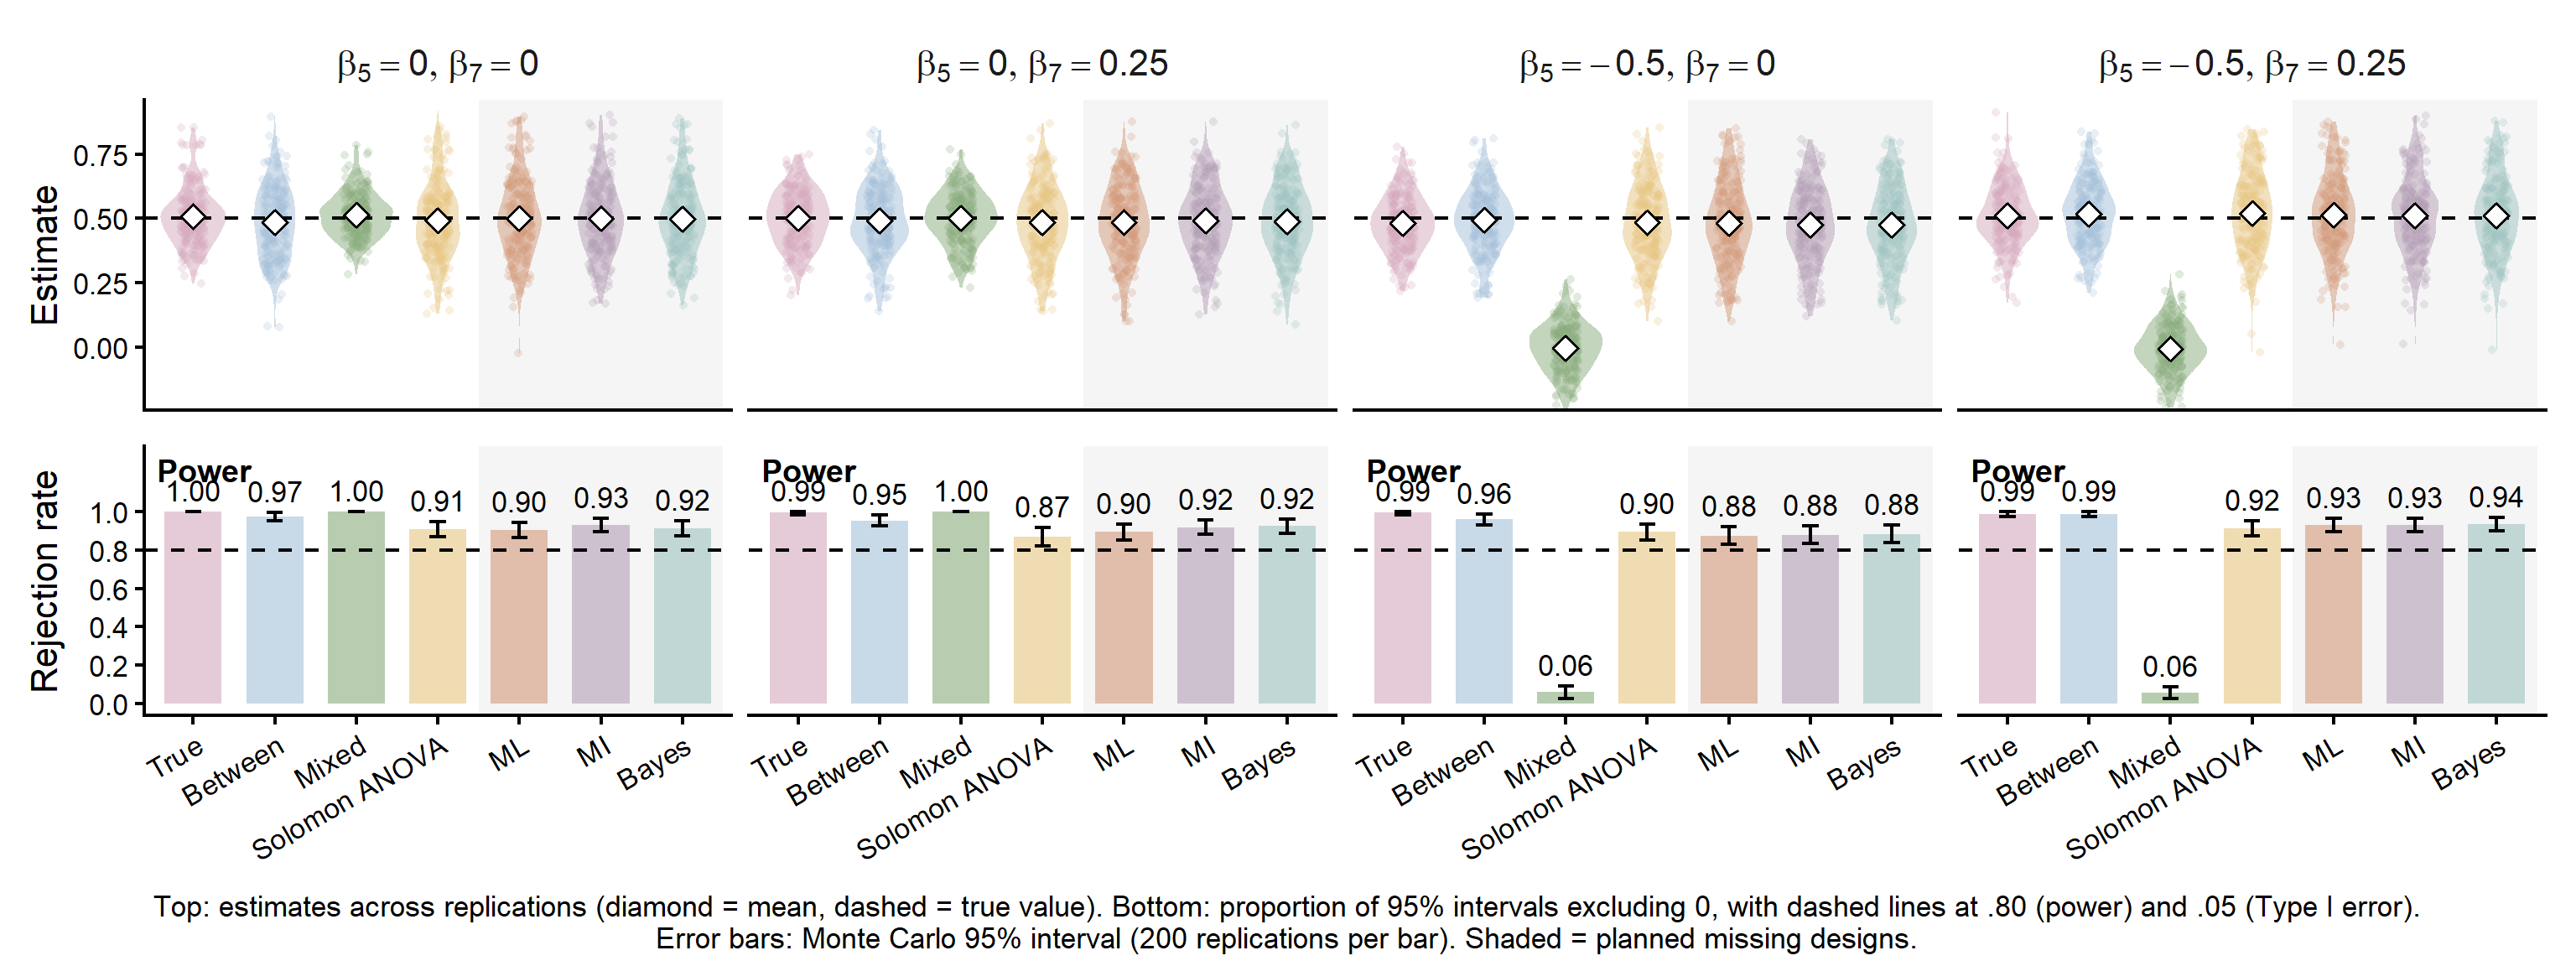 β5 = 0, β7 = 0
β5 = 0, β7 = 0.25
β5 = −0.5, β7 = 0
β5 = −0.5, β7 = 0.25
Estimate
0.75
0.50
0.25
0.00
Rejection rate
1.0
0.8
0.6
0.4
0.2
0.0
Power
1.00 0.97 1.00 0.91 0.90 0.93 0.92
Power
0.99 0.95 1.00 0.87 0.90 0.92 0.92
Power
0.99 0.96 0.06 0.90 0.88 0.88 0.88
Power
0.99 0.99 0.06 0.92 0.93 0.93 0.94
True Between Mixed Solomon ANOVA ML MI Bayes
True Between Mixed Solomon ANOVA ML MI Bayes
True Between Mixed Solomon ANOVA ML MI Bayes
True Between Mixed Solomon ANOVA ML MI Bayes
Top: estimates across replications (diamond = mean, dashed = true value). Bottom: proportion of 95% intervals excluding 0, with dashed lines at .80 (power) and .05 (Type I error).
Error bars: Monte Carlo 95% interval (200 replications per bar). Shaded = planned missing designs.